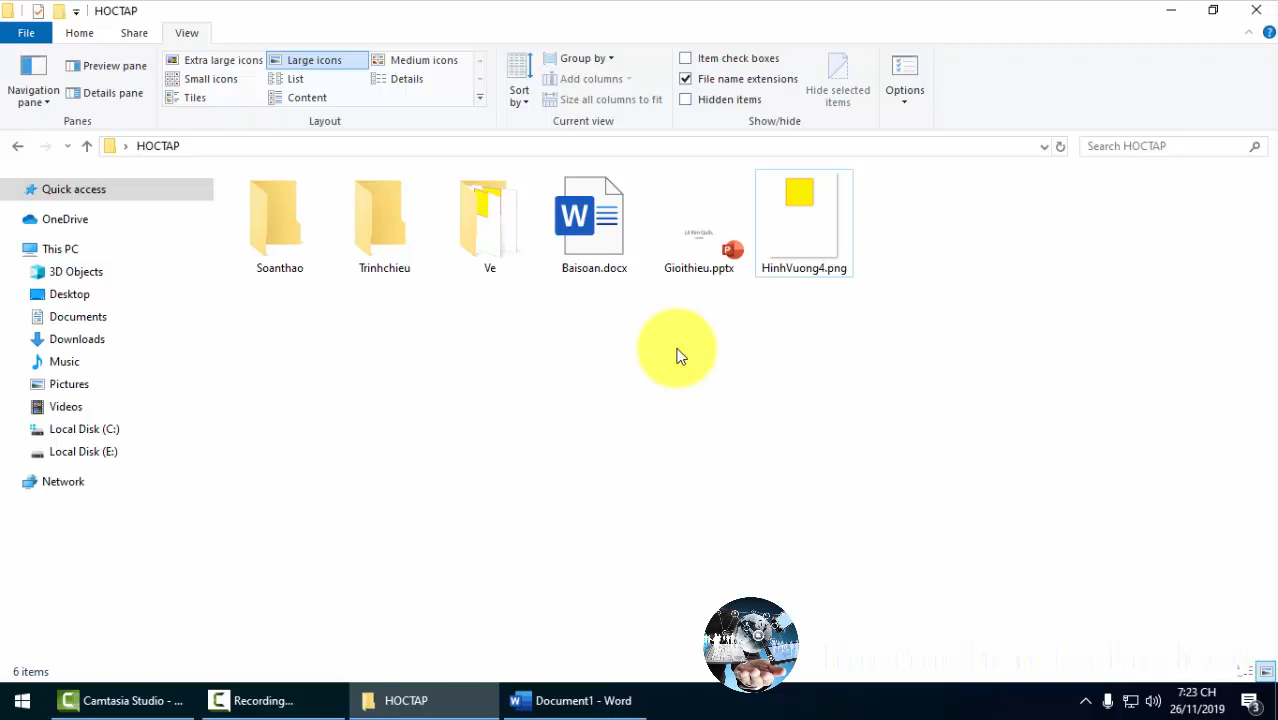 HOCTAP
File Home Share View
Navigation pane
Preview pane
Details pane
Panes
Extra large icons Large icons Medium icons
Small icons List Details
Tiles Content
Layout
Sort by
Group by
Add columns
Size all columns to fit
Current view
Item check boxes
File name extensions
Hidden items
Hide selected items
Show/hide
Options
HOCTAP
Search HOCTAP
Quick access
OneDrive
This PC
3D Objects
Desktop
Documents
Downloads
Music
Pictures
Videos
Local Disk (C:)
Local Disk (E:)
Network
Soanthao Trinhchieu Ve Baisoan.docx Gioithieu.pptx HinhVuong4.png
6 items
Camtasia Studio - ... Recording... HOCTAP Document1 - Word
7:23 CH
26/11/2019
3